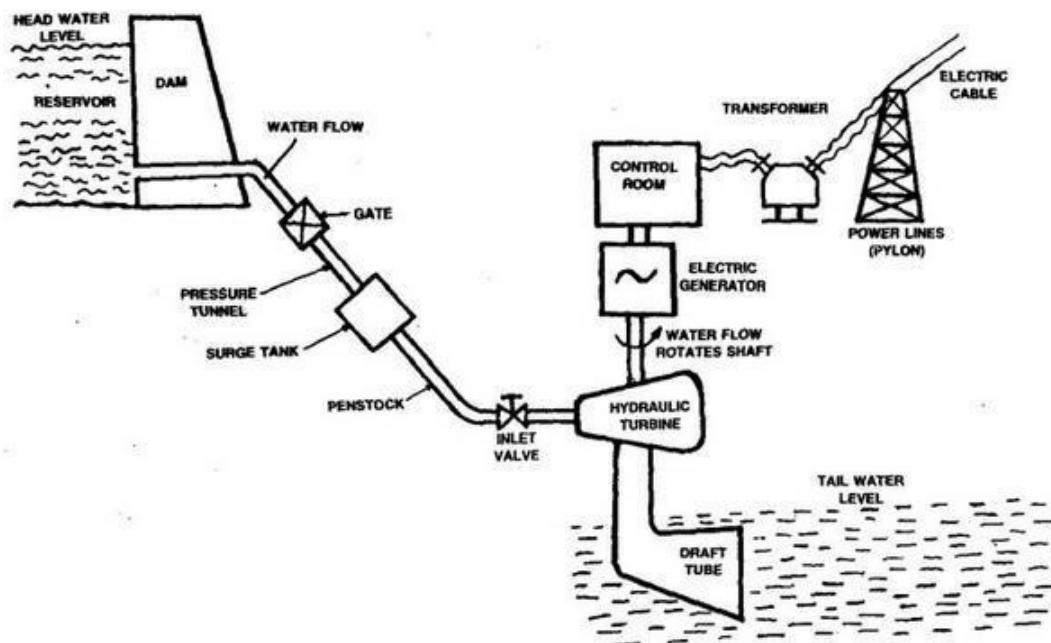 HEAD WATER
LEVEL
DAM
RESERVOIR
WATER FLOW
GATE
PRESSURE
TUNNEL
SURGE TANK
PENSTOCK
INLET
VALVE
HYDRAULIC
TURBINE
WATER FLOW
ROTATES SHAFT
ELECTRIC
GENERATOR
CONTROL
ROOM
TRANSFORMER
ELECTRIC
CABLE
POWER LINES
(PYLON)
TAIL WATER
LEVEL
DRAFT
TUBE